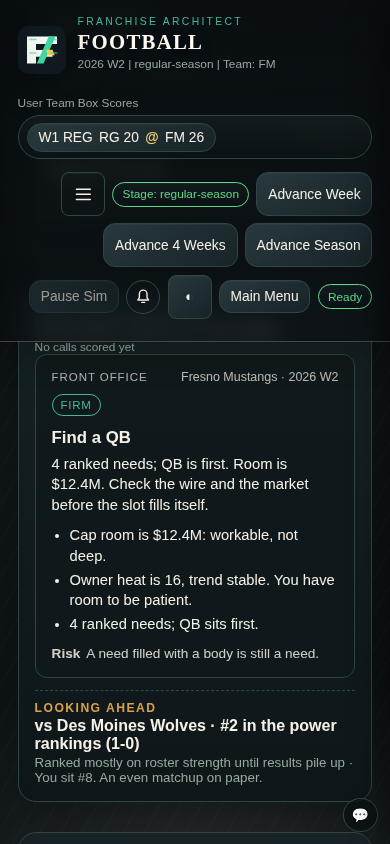 FRANCHISE ARCHITECT
FOOTBALL
2026 W2 | regular-season | Team: FM
User Team Box Scores
W1 REG RG 20 @ FM 26
Stage: regular-season
Advance Week
Advance 4 Weeks
Advance Season
Pause Sim
Main Menu
Ready
No calls scored yet
FRONT OFFICE
Fresno Mustangs · 2026 W2
FIRM
Find a QB
4 ranked needs; QB is first. Room is
$12.4M. Check the wire and the market
before the slot fills itself.
• Cap room is $12.4M: workable, not
deep.
• Owner heat is 16, trend stable. You have
room to be patient.
• 4 ranked needs; QB sits first.
Risk A need filled with a body is still a need.
LOOKING AHEAD
vs Des Moines Wolves · #2 in the power
rankings (1-0)
Ranked mostly on roster strength until results pile up ·
You sit #8. An even matchup on paper.